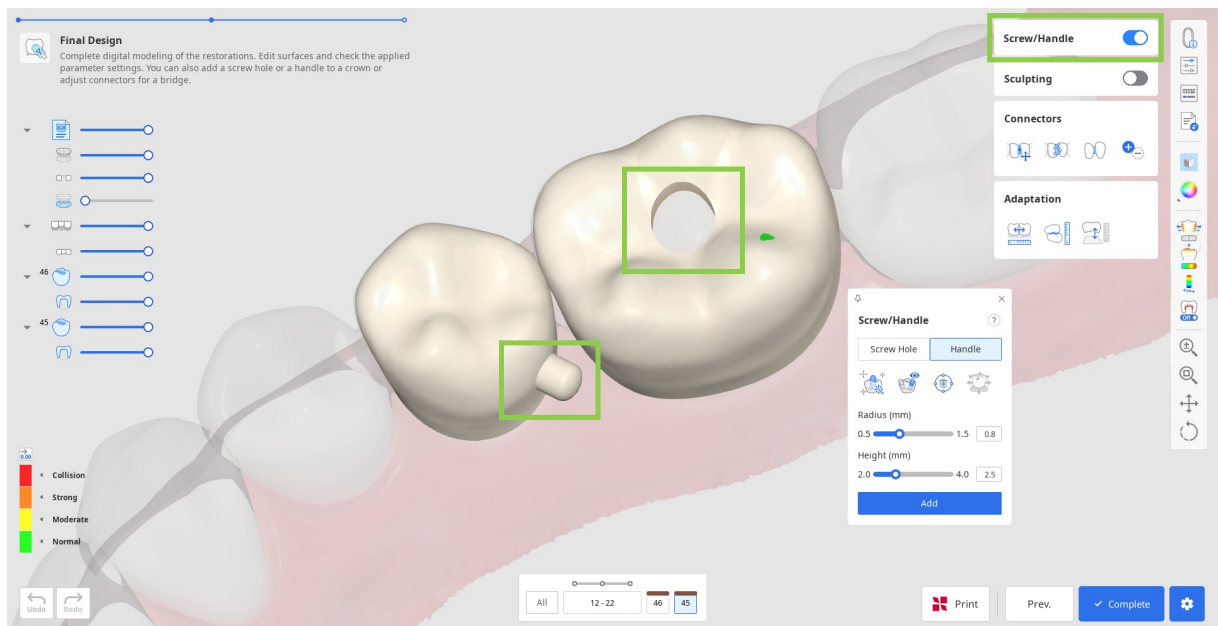 Final Design
Complete digital modeling of the restorations. Edit surfaces and check the applied
parameter settings. You can also add a screw hole or a handle to a crown or
adjust connectors for a bridge.
46
45
0.00
Collision
Strong
Moderate
Normal
Undo
Redo
Screw/Handle
Sculpting
Connectors
Adaptation
Screw/Handle
?
Screw Hole
Handle
Radius (mm)
0.5
1.5
0.8
Height (mm)
2.0
4.0
2.5
Add
ON
All
12 - 22
46
45
Print
Prev.
Complete